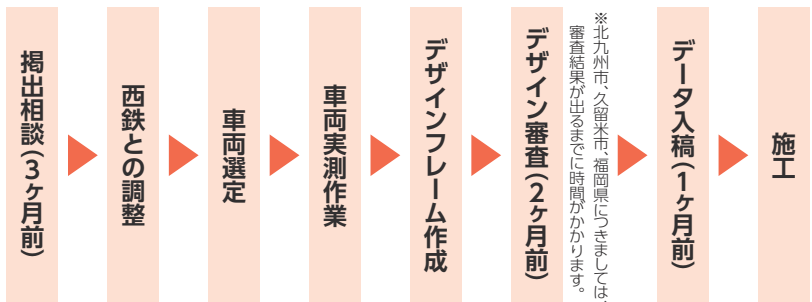 掲出相談(3ヶ月前)
西鉄との調整
車両選定
車両実測作業
デザインフレーム作成
デザイン審査(2ヶ月前)
※北九州市、久留米市、福岡県につきましては、
審査結果が出るまでに時間がかかります。
データ入稿(1ヶ月前)
施工